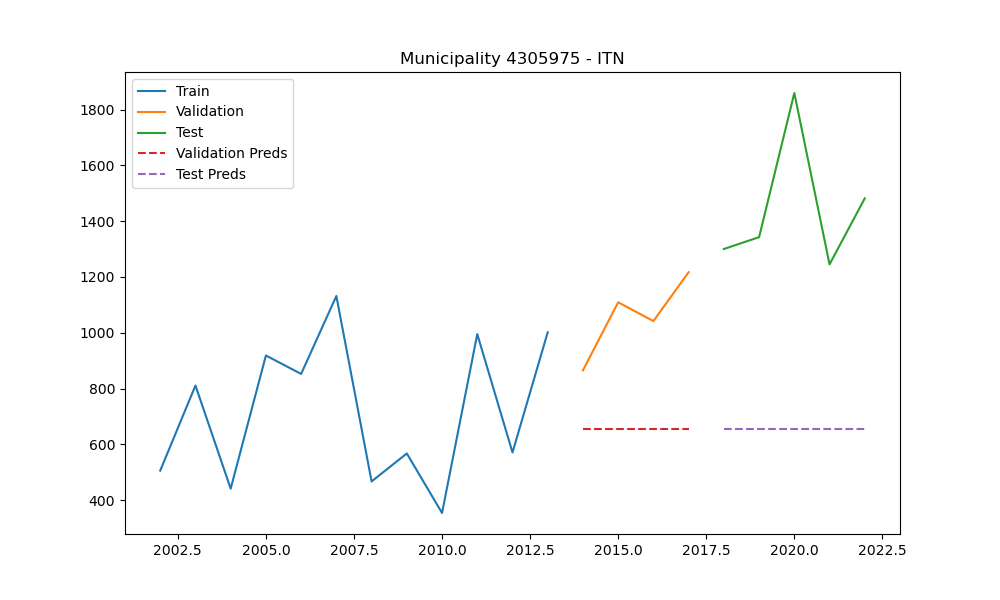 Municipality 4305975 - ITN
Train
Validation
Test
Validation Preds
Test Preds
1800
1600
1400
1200
1000
800
600
400
2002.5 2005.0 2007.5 2010.0 2012.5 2015.0 2017.5 2020.0 2022.5